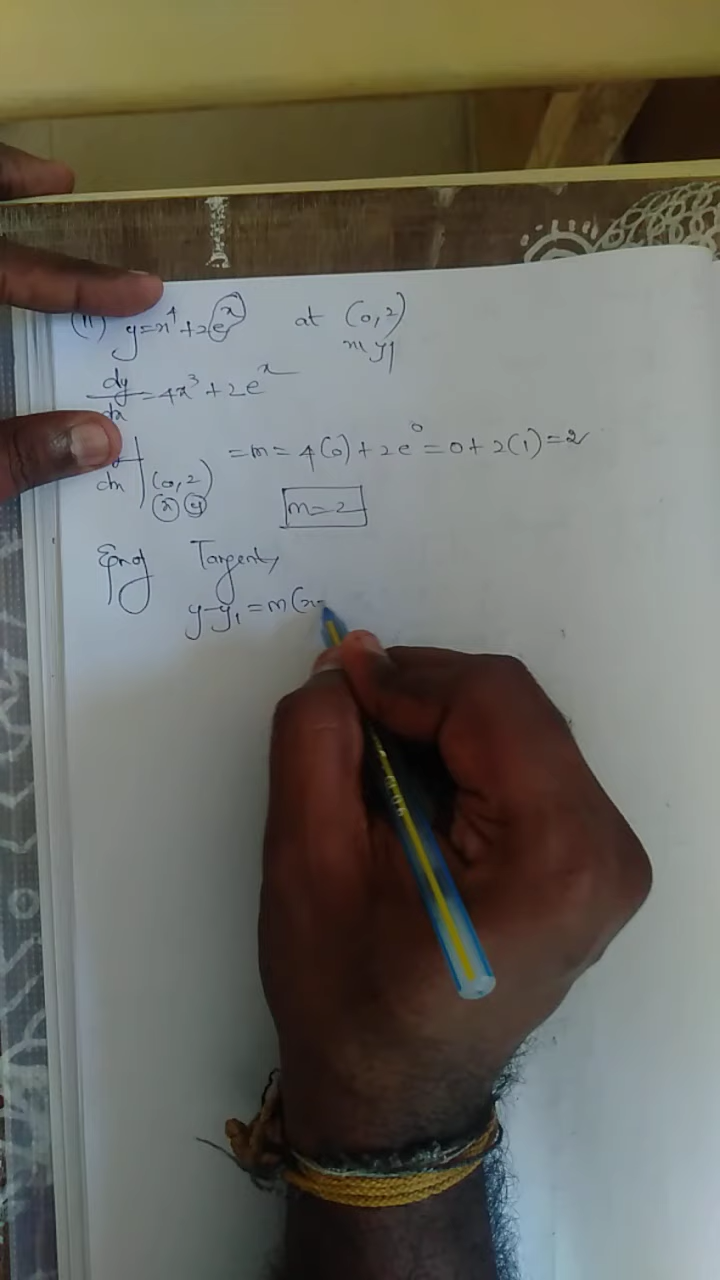 (ii) y=x⁴+2eˣ at (0,2)
x₁ y₁
dy/dx = 4x³+2eˣ
dx |(0,2) =m= 4(0)+2e⁰=0+2(1)=2
x y
m=2
Eqn of Tangent,
y-y₁=m(x-